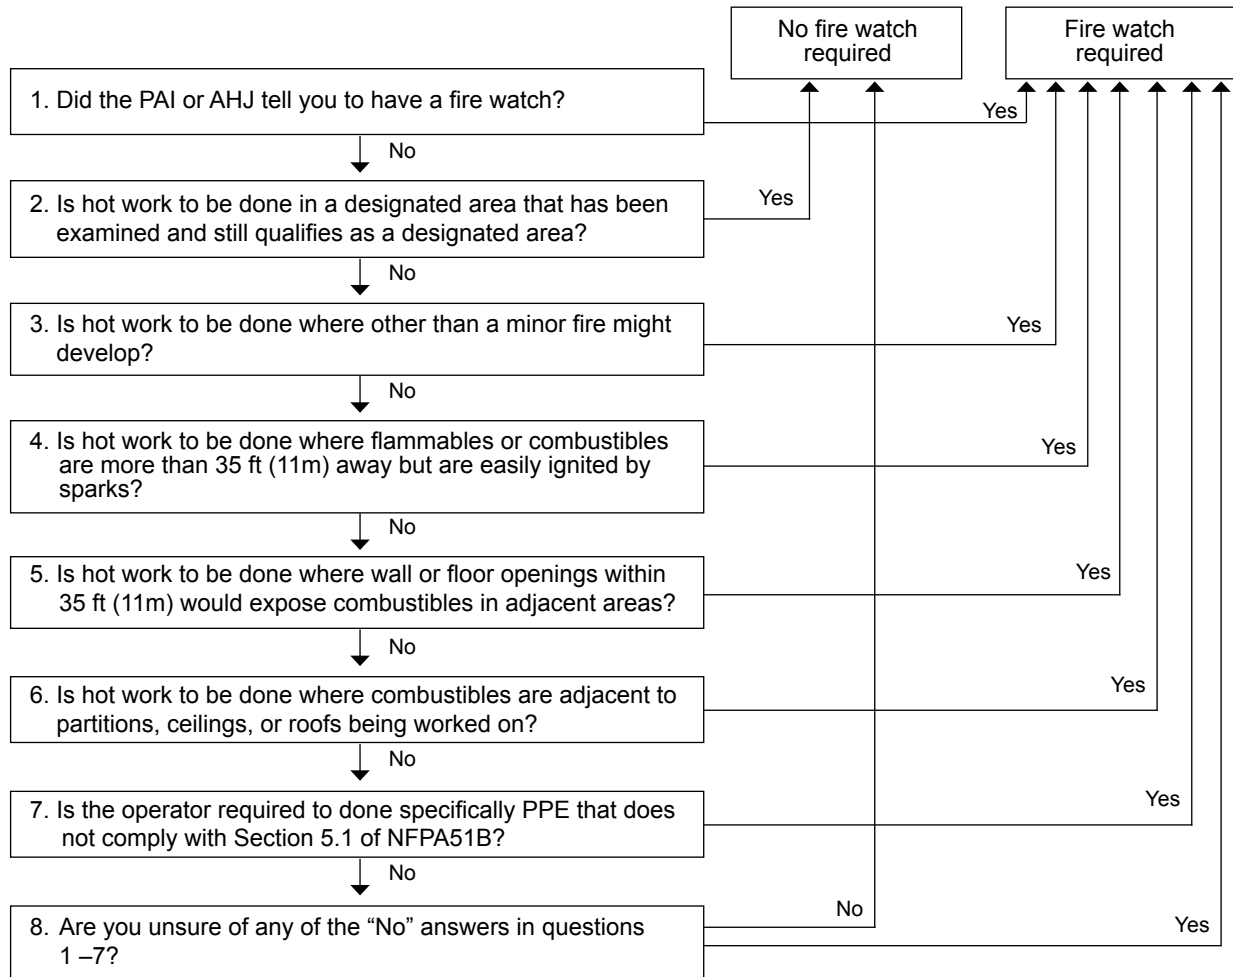 No fire watch
required
Fire watch
required
1. Did the PAI or AHJ tell you to have a fire watch?
Yes
No
2. Is hot work to be done in a designated area that has been
examined and still qualifies as a designated area?
Yes
No
3. Is hot work to be done where other than a minor fire might
develop?
Yes
No
4. Is hot work to be done where flammables or combustibles
are more than 35 ft (11m) away but are easily ignited by
sparks?
Yes
No
5. Is hot work to be done where wall or floor openings within
35 ft (11m) would expose combustibles in adjacent areas?
Yes
No
6. Is hot work to be done where combustibles are adjacent to
partitions, ceilings, or roofs being worked on?
Yes
No
7. Is the operator required to done specifically PPE that does
not comply with Section 5.1 of NFPA51B?
Yes
No
8. Are you unsure of any of the “No” answers in questions
1 –7?
No
Yes